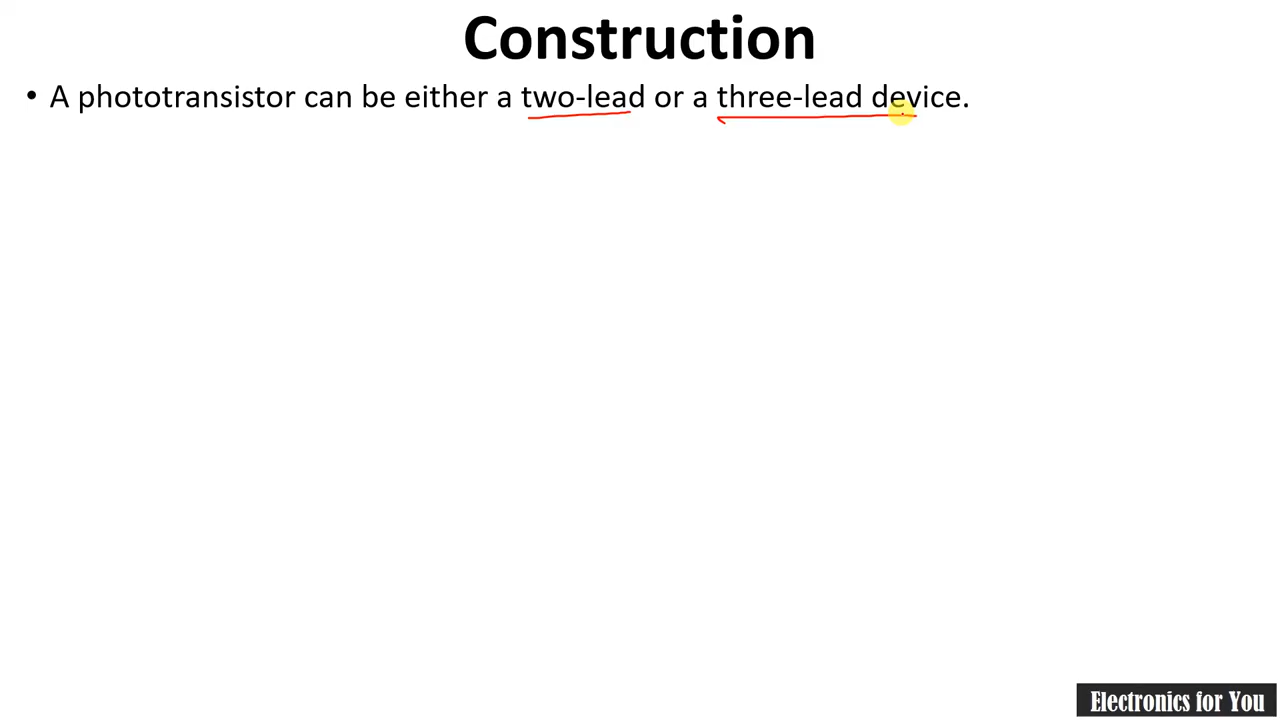 Construction
• A phototransistor can be either a two-lead or a three-lead device.
Electronics for You